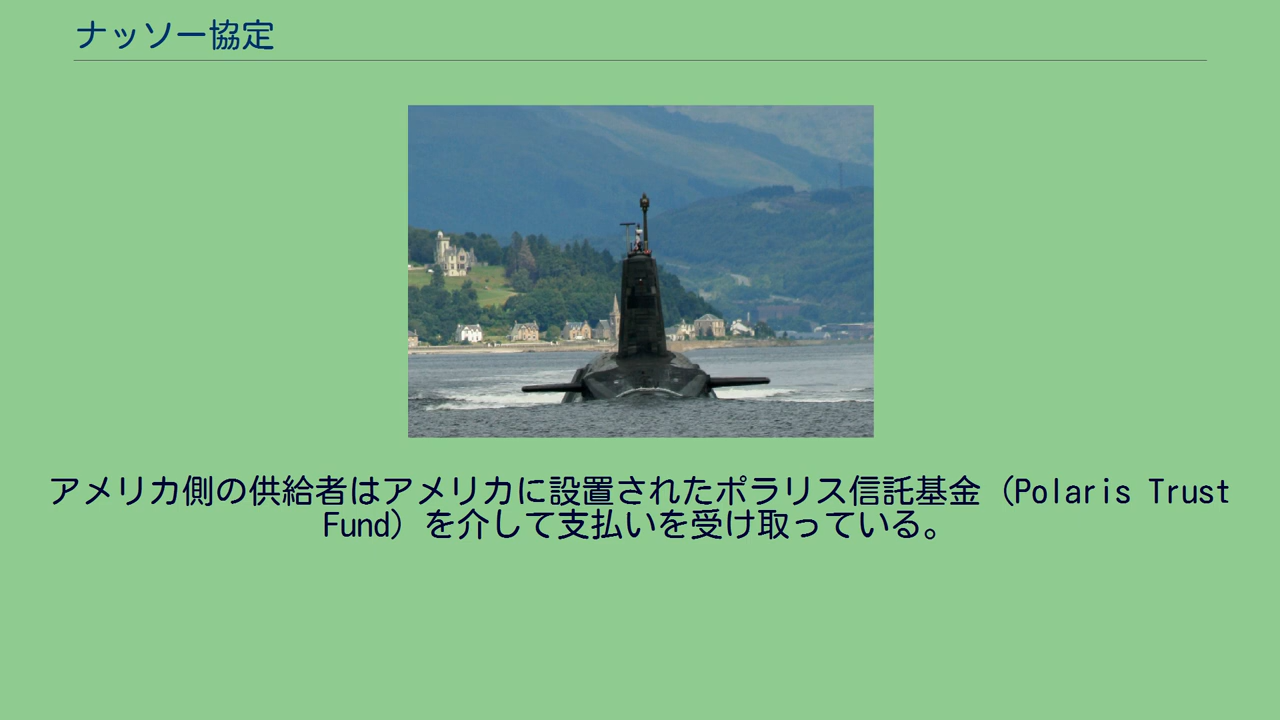 ナッソー協定
アメリカ側の供給者はアメリカに設置されたポラリス信託基金（Polaris Trust
Fund）を介して支払いを受け取っている。